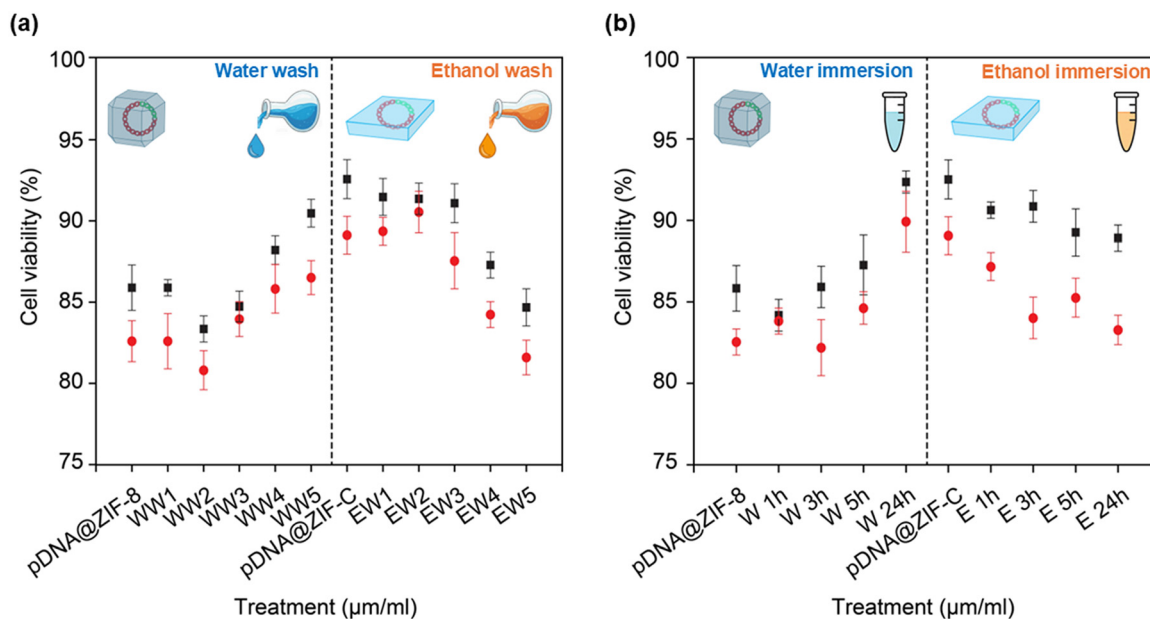 (a)
Cell viability (%)
100
95
90
85
80
75
Water wash
Ethanol wash
pDNA@ZIF-8
WW1
WW2
WW3
WW4
WW5
pDNA@ZIF-C
EW1
EW2
EW3
EW4
EW5
Treatment (µm/ml)
(b)
Cell viability (%)
100
95
90
85
80
75
Water immersion
Ethanol immersion
pDNA@ZIF-8
W 1h
W 3h
W 5h
W 24h
pDNA@ZIF-C
E 1h
E 3h
E 5h
E 24h
Treatment (µm/ml)